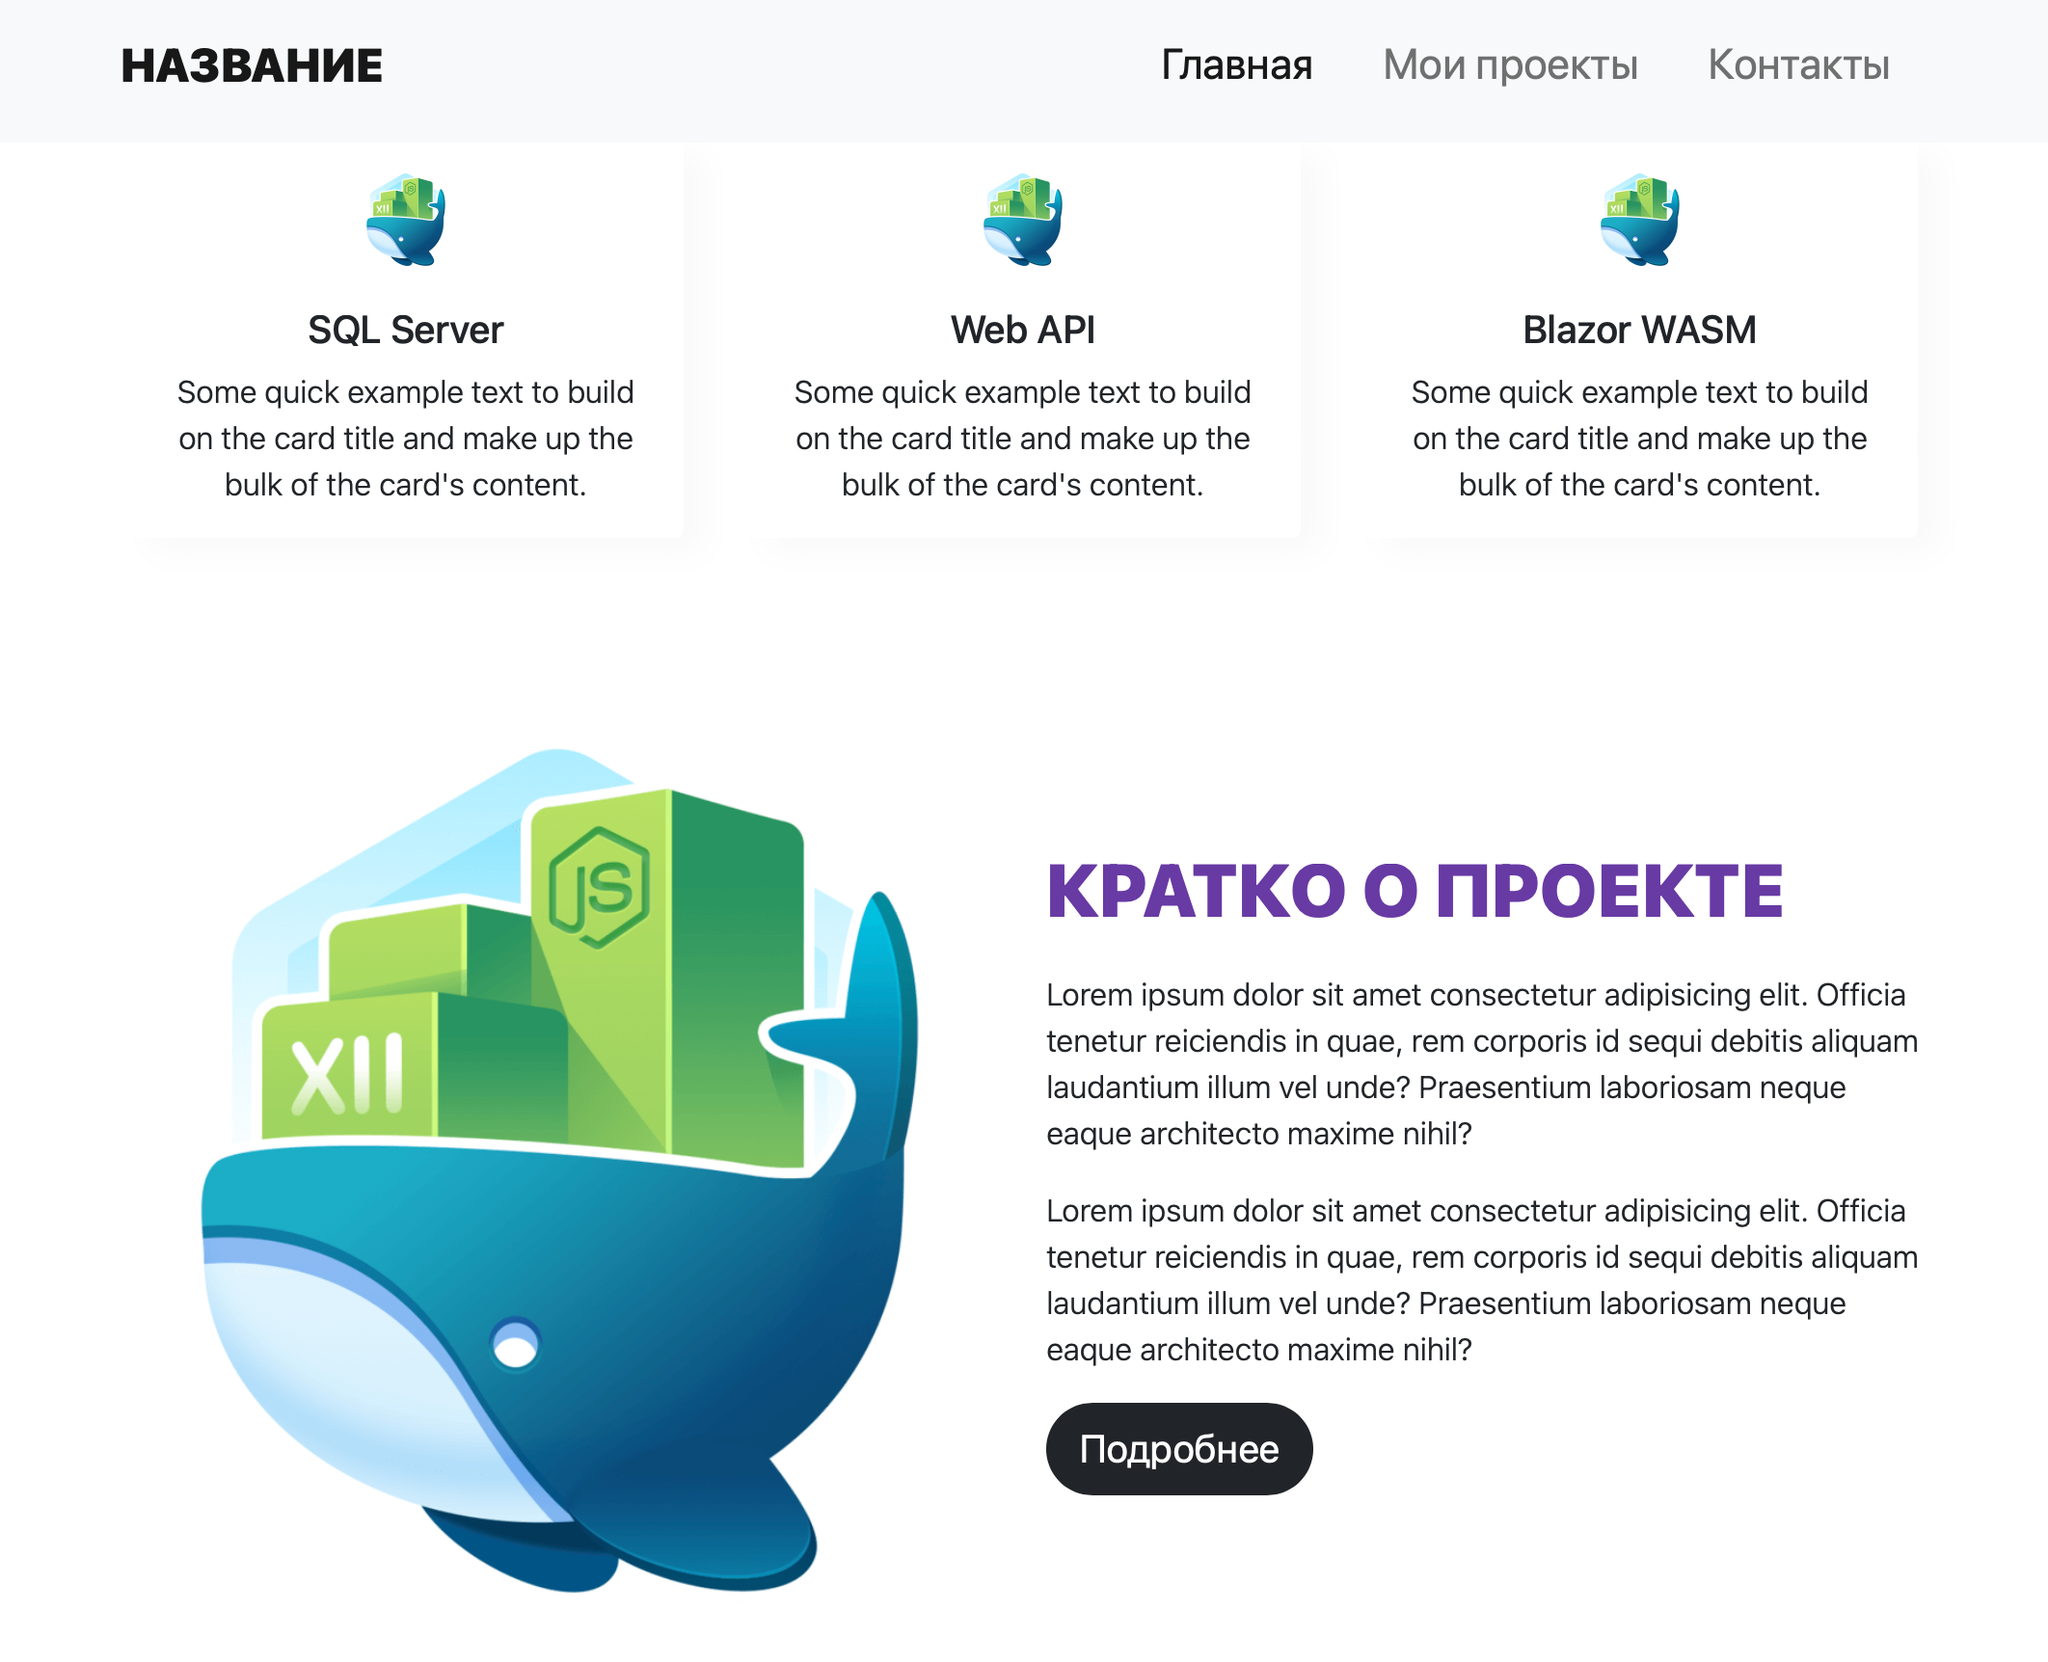 НАЗВАНИЕ
Главная Мои проекты Контакты
JS
XII
JS
XII
JS
XII
SQL Server
Some quick example text to build
on the card title and make up the
bulk of the card's content.
Web API
Some quick example text to build
on the card title and make up the
bulk of the card's content.
Blazor WASM
Some quick example text to build
on the card title and make up the
bulk of the card's content.
JS
XII
КРАТКО О ПРОЕКТЕ
Lorem ipsum dolor sit amet consectetur adipisicing elit. Officia
tenetur reiciendis in quae, rem corporis id sequi debitis aliquam
laudantium illum vel unde? Praesentium laboriosam neque
eaque architecto maxime nihil?
Lorem ipsum dolor sit amet consectetur adipisicing elit. Officia
tenetur reiciendis in quae, rem corporis id sequi debitis aliquam
laudantium illum vel unde? Praesentium laboriosam neque
eaque architecto maxime nihil?
Подробнее